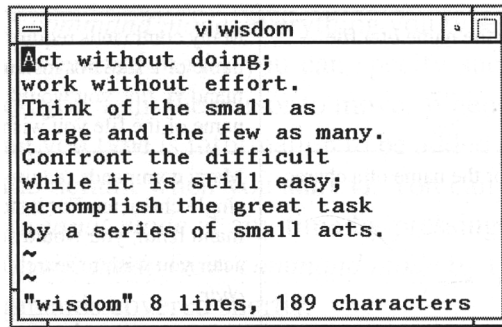 vi wisdom
Act without doing;
work without effort.
Think of the small as
large and the few as many.
Confront the difficult
while it is still easy;
accomplish the great task
by a series of small acts.
~
~
"wisdom" 8 lines, 189 characters